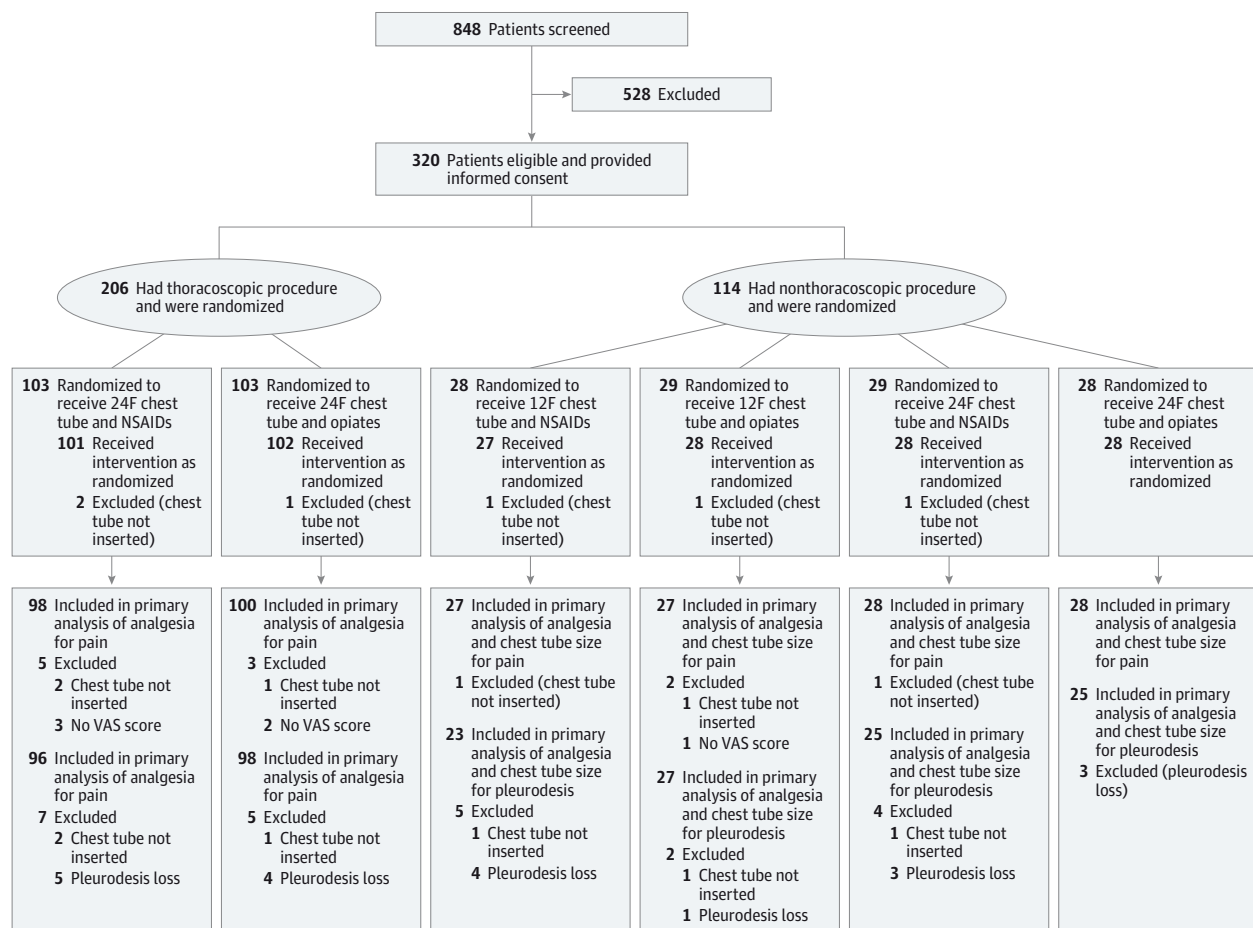 848 Patients screened
528 Excluded
320 Patients eligible and provided
informed consent
206 Had thoracoscopic procedure
and were randomized
114 Had nonthoracoscopic procedure
and were randomized
103 Randomized to
receive 24F chest
tube and NSAIDs
101 Received
intervention as
randomized
2 Excluded (chest
tube not
inserted)
103 Randomized to
receive 24F chest
tube and opiates
102 Received
intervention as
randomized
1 Excluded (chest
tube not
inserted)
28 Randomized to
receive 12F chest
tube and NSAIDs
27 Received
intervention as
randomized
1 Excluded (chest
tube not
inserted)
29 Randomized to
receive 12F chest
tube and opiates
28 Received
intervention as
randomized
1 Excluded (chest
tube not
inserted)
29 Randomized to
receive 24F chest
tube and NSAIDs
28 Received
intervention as
randomized
1 Excluded (chest
tube not
inserted)
28 Randomized to
receive 24F chest
tube and opiates
28 Received
intervention as
randomized
98 Included in primary
analysis of analgesia
for pain
5 Excluded
2 Chest tube not
inserted
3 No VAS score
96 Included in primary
analysis of analgesia
for pain
7 Excluded
2 Chest tube not
inserted
5 Pleurodesis loss
100 Included in primary
analysis of analgesia
for pain
3 Excluded
1 Chest tube not
inserted
2 No VAS score
98 Included in primary
analysis of analgesia
for pain
5 Excluded
1 Chest tube not
inserted
4 Pleurodesis loss
27 Included in primary
analysis of analgesia
and chest tube size
for pain
1 Excluded (chest tube
not inserted)
23 Included in primary
analysis of analgesia
and chest tube size
for pleurodesis
5 Excluded
1 Chest tube not
inserted
4 Pleurodesis loss
27 Included in primary
analysis of analgesia
and chest tube size
for pain
2 Excluded
1 Chest tube not
inserted
1 No VAS score
27 Included in primary
analysis of analgesia
and chest tube size
for pleurodesis
2 Excluded
1 Chest tube not
inserted
1 Pleurodesis loss
28 Included in primary
analysis of analgesia
and chest tube size
for pain
1 Excluded (chest tube
not inserted)
25 Included in primary
analysis of analgesia
and chest tube size
for pleurodesis
4 Excluded
1 Chest tube not
inserted
3 Pleurodesis loss
28 Included in primary
analysis of analgesia
and chest tube size
for pain
25 Included in primary
analysis of analgesia
and chest tube size
for pleurodesis
3 Excluded (pleurodesis
loss)